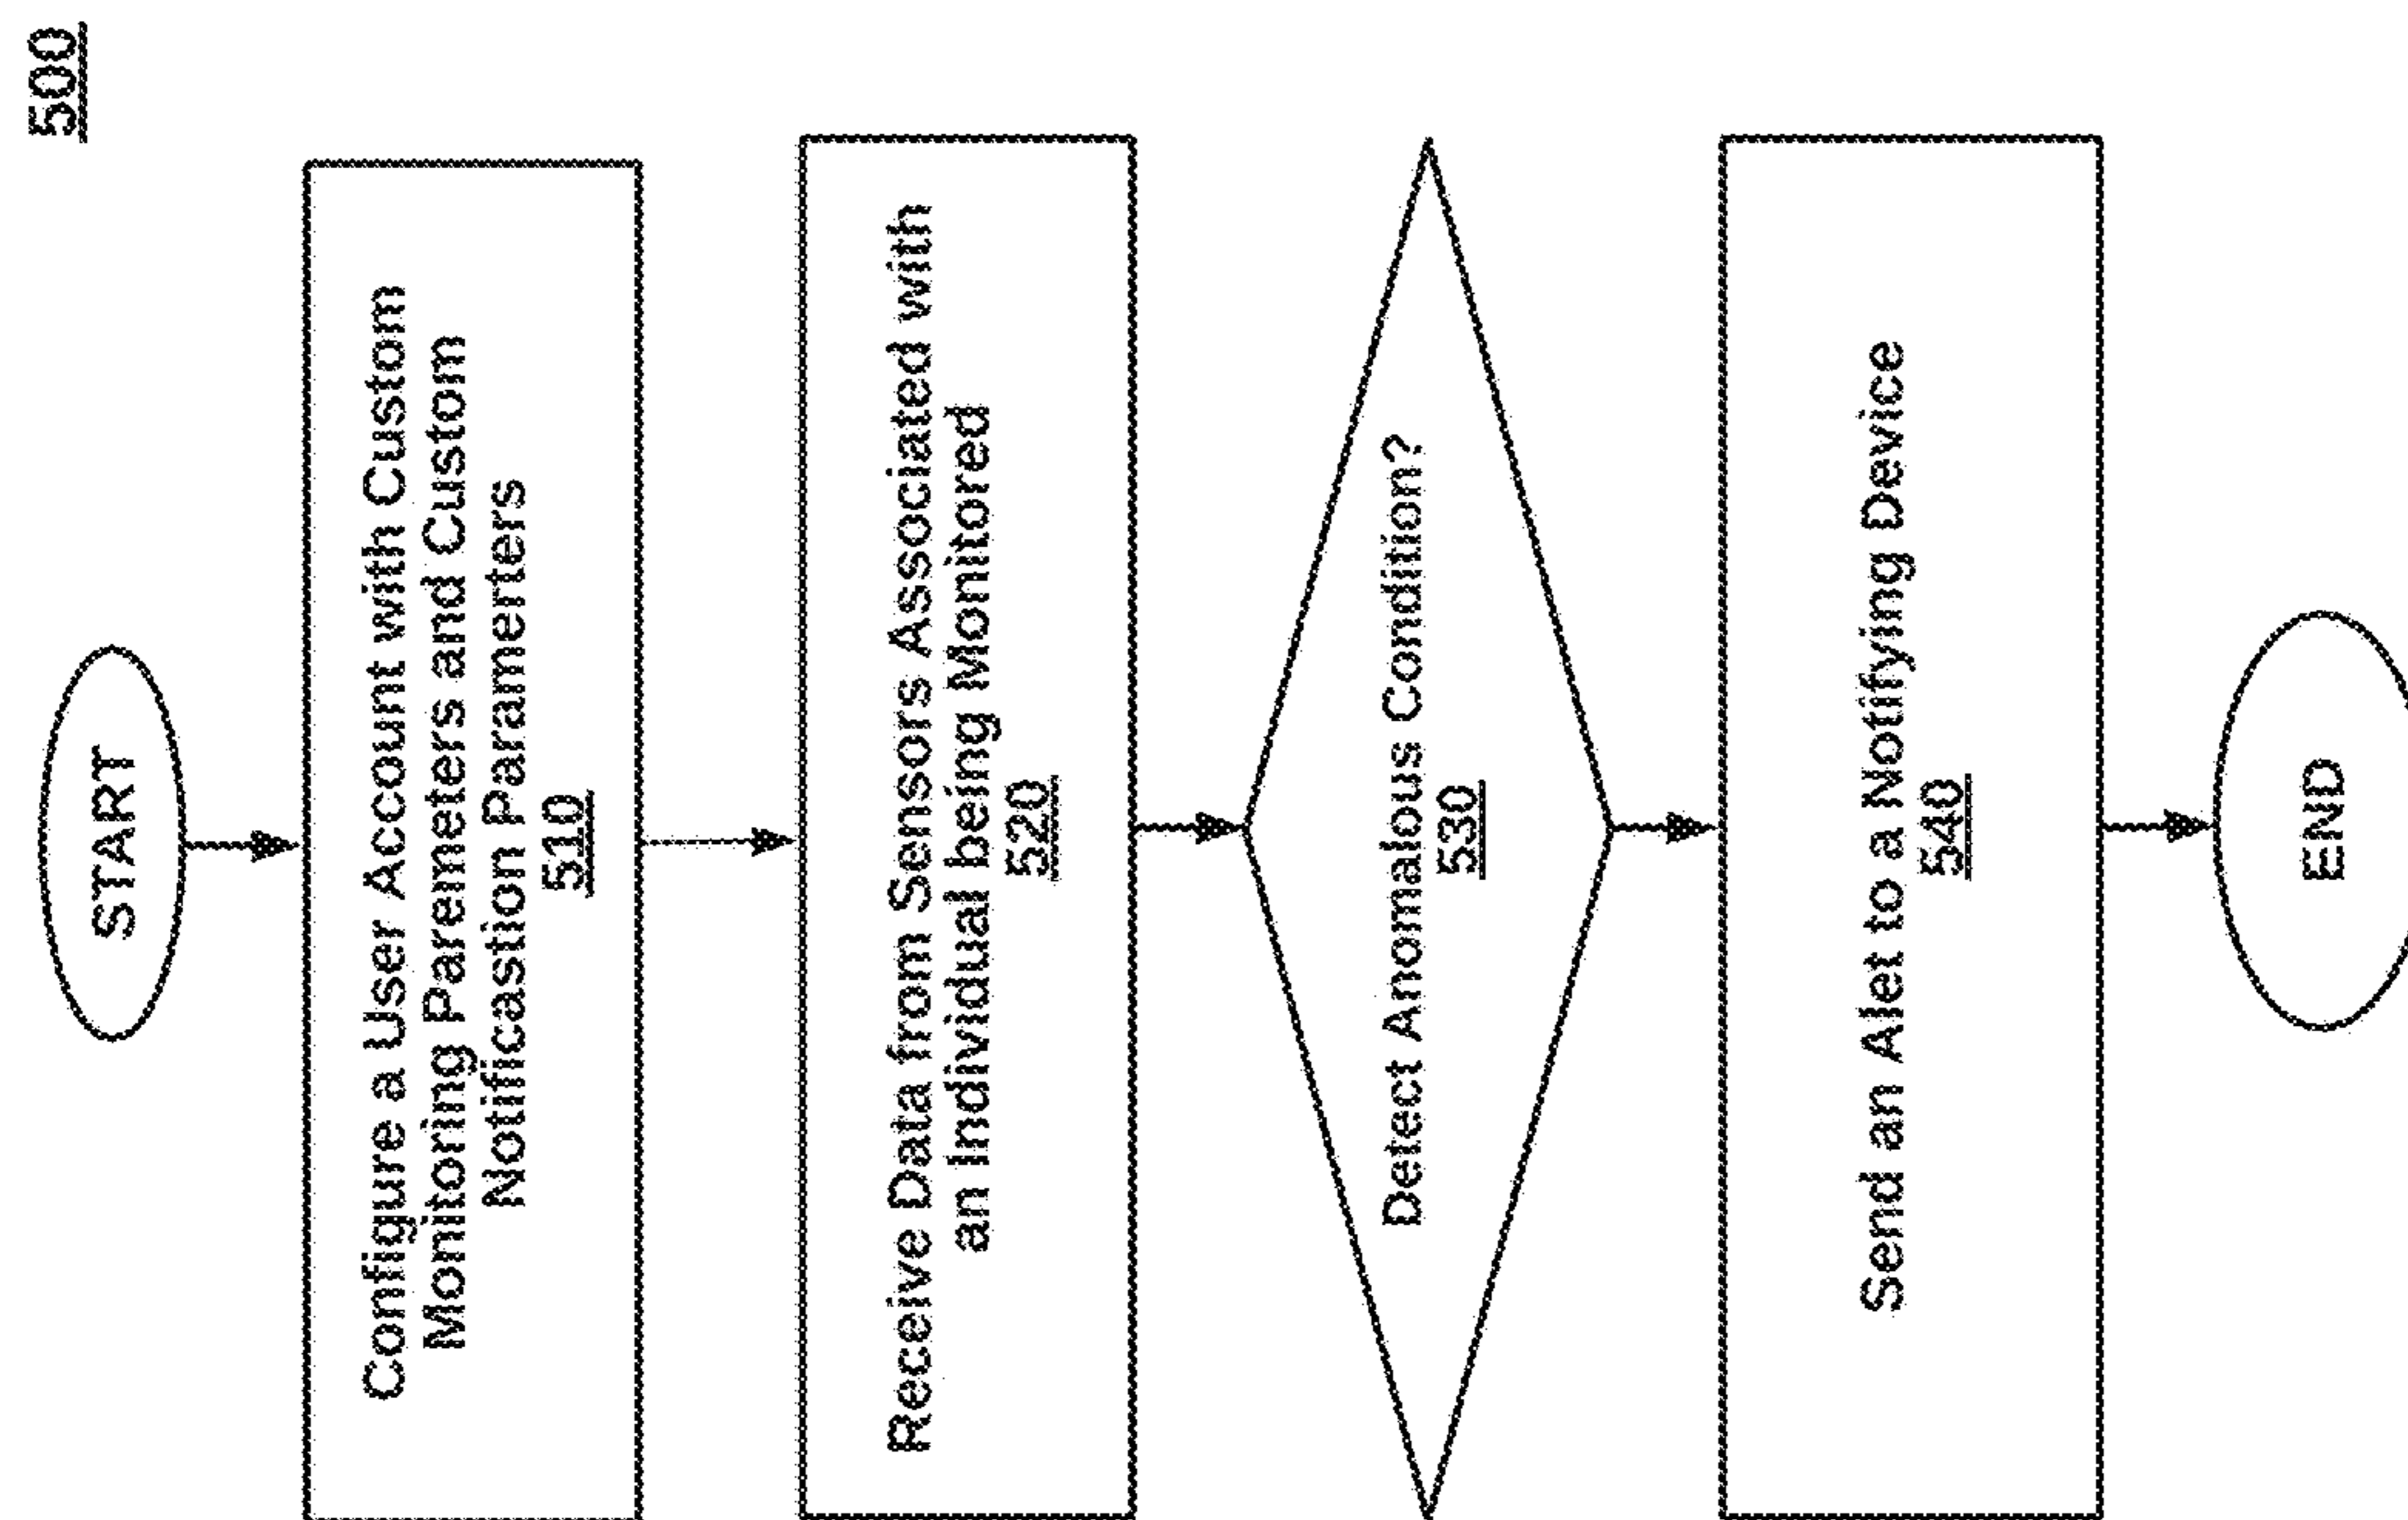 500
START
Configure a User Account with Custom
Monitoring Paremeters and Custom
Notificastion Paramerters
510
Receive Data from Sensors Associated with
an Individual being Monitored
520
Detect Anomalous Condition?
530
Send an Alet to a Notifying Device
540
END